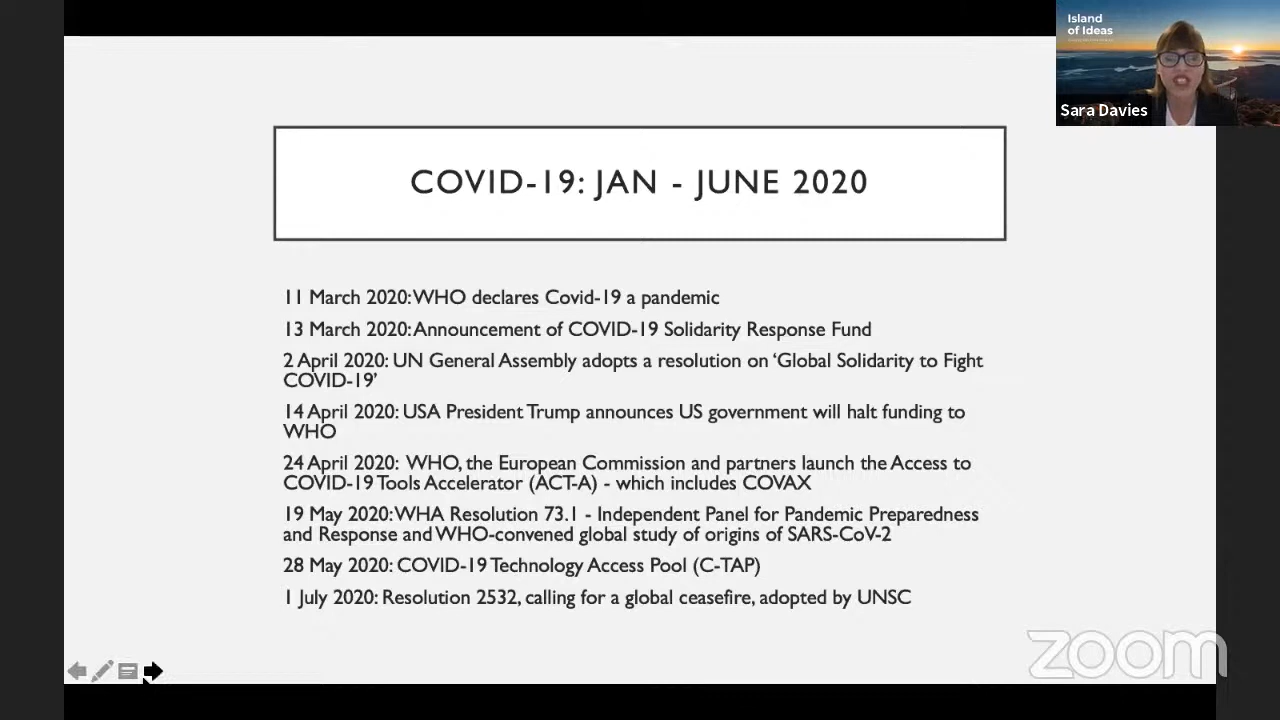 Island
of Ideas
Sara Davies
COVID-19: JAN - JUNE 2020
11 March 2020: WHO declares Covid-19 a pandemic
13 March 2020: Announcement of COVID-19 Solidarity Response Fund
2 April 2020: UN General Assembly adopts a resolution on ‘Global Solidarity to Fight
COVID-19’
14 April 2020: USA President Trump announces US government will halt funding to
WHO
24 April 2020: WHO, the European Commission and partners launch the Access to
COVID-19 Tools Accelerator (ACT-A) - which includes COVAX
19 May 2020: WHA Resolution 73.1 - Independent Panel for Pandemic Preparedness
and Response and WHO-convened global study of origins of SARS-CoV-2
28 May 2020: COVID-19 Technology Access Pool (C-TAP)
1 July 2020: Resolution 2532, calling for a global ceasefire, adopted by UNSC
zoom